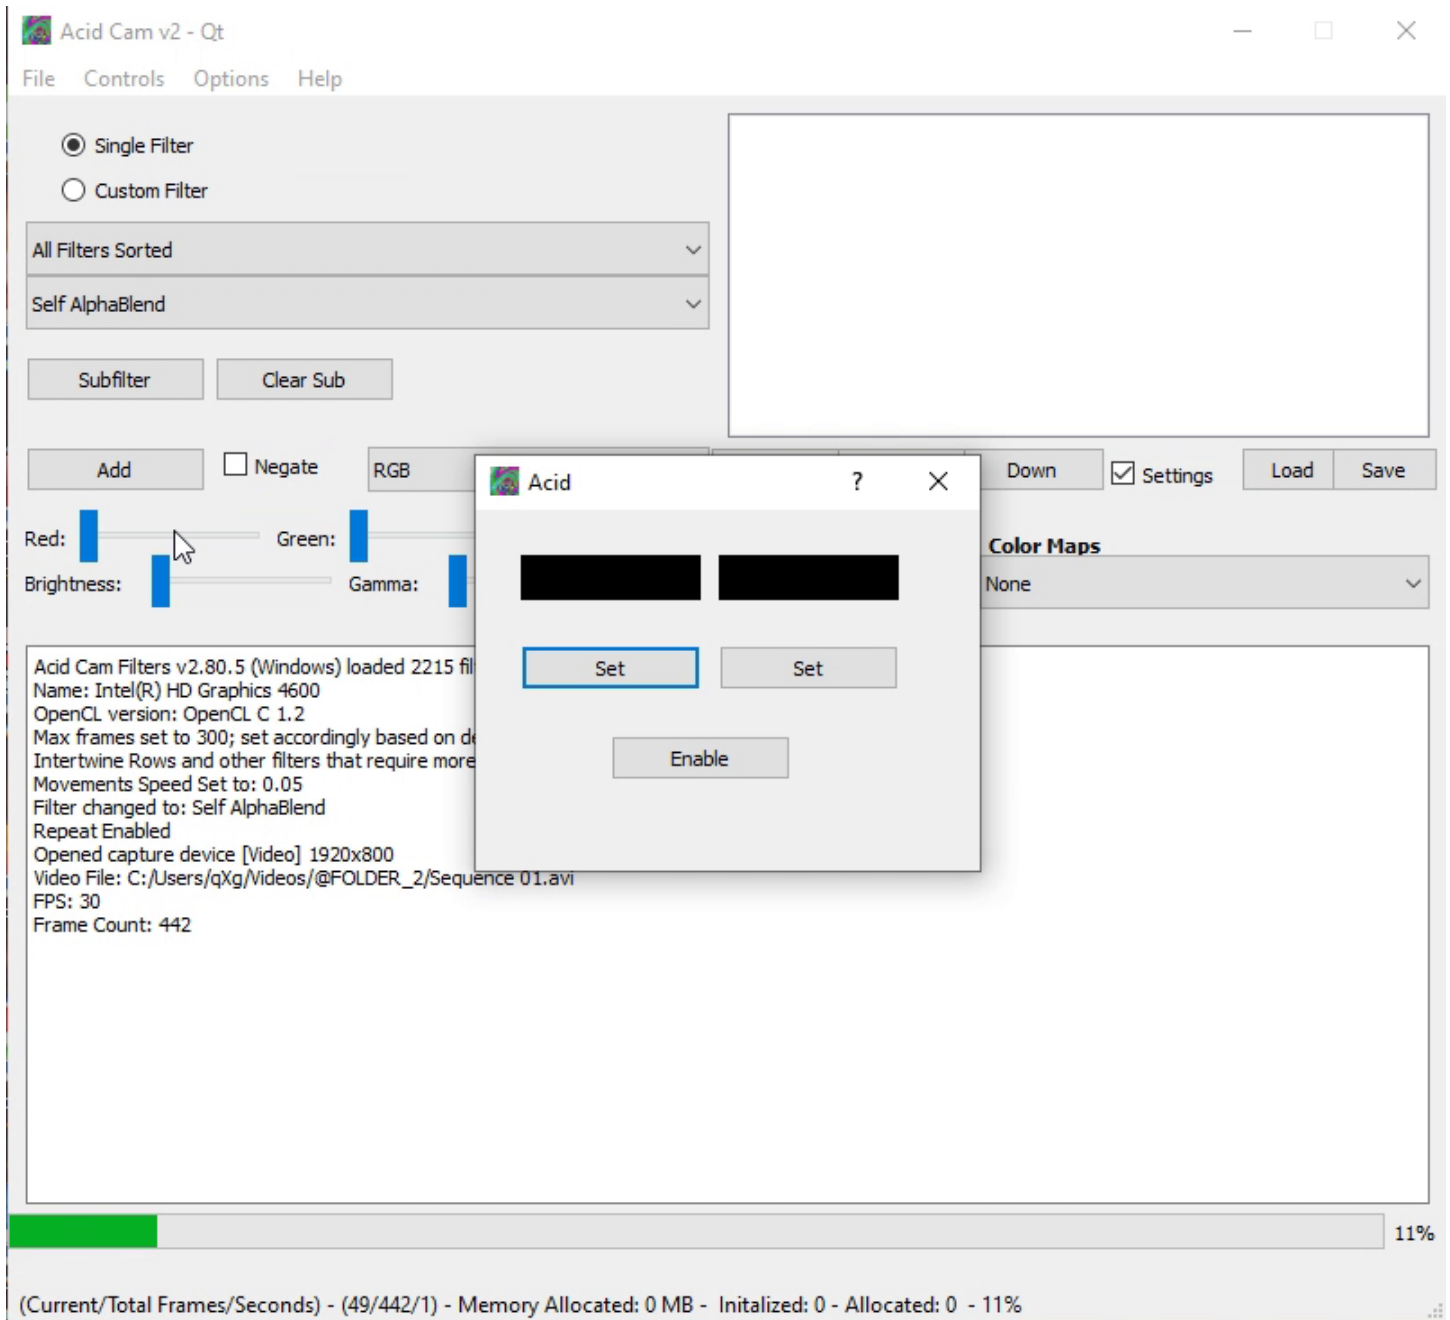 Acid Cam v2 - Qt
File Controls Options Help
Single Filter
Custom Filter
All Filters Sorted
Self AlphaBlend
Subfilter Clear Sub
Add Negate RGB Down Settings Load Save
Red: Green: Color Maps
Brightness: Gamma: None
Acid ?
Set Set
Enable
Acid Cam Filters v2.80.5 (Windows) loaded 2215
Name: Intel(R) HD Graphics 4600
OpenCL version: OpenCL C 1.2
Max frames set to 300; set accordingly based on
Intertwine Rows and other filters that require more
Movements Speed Set to: 0.05
Filter changed to: Self AlphaBlend
Repeat Enabled
Opened capture device [Video] 1920x800
Video File: C:/Users/qXg/Videos/@FOLDER_2/Sequence 01.avi
FPS: 30
Frame Count: 442
11%
(Current/Total Frames/Seconds) - (49/442/1) - Memory Allocated: 0 MB - Initalized: 0 - Allocated: 0 - 11%